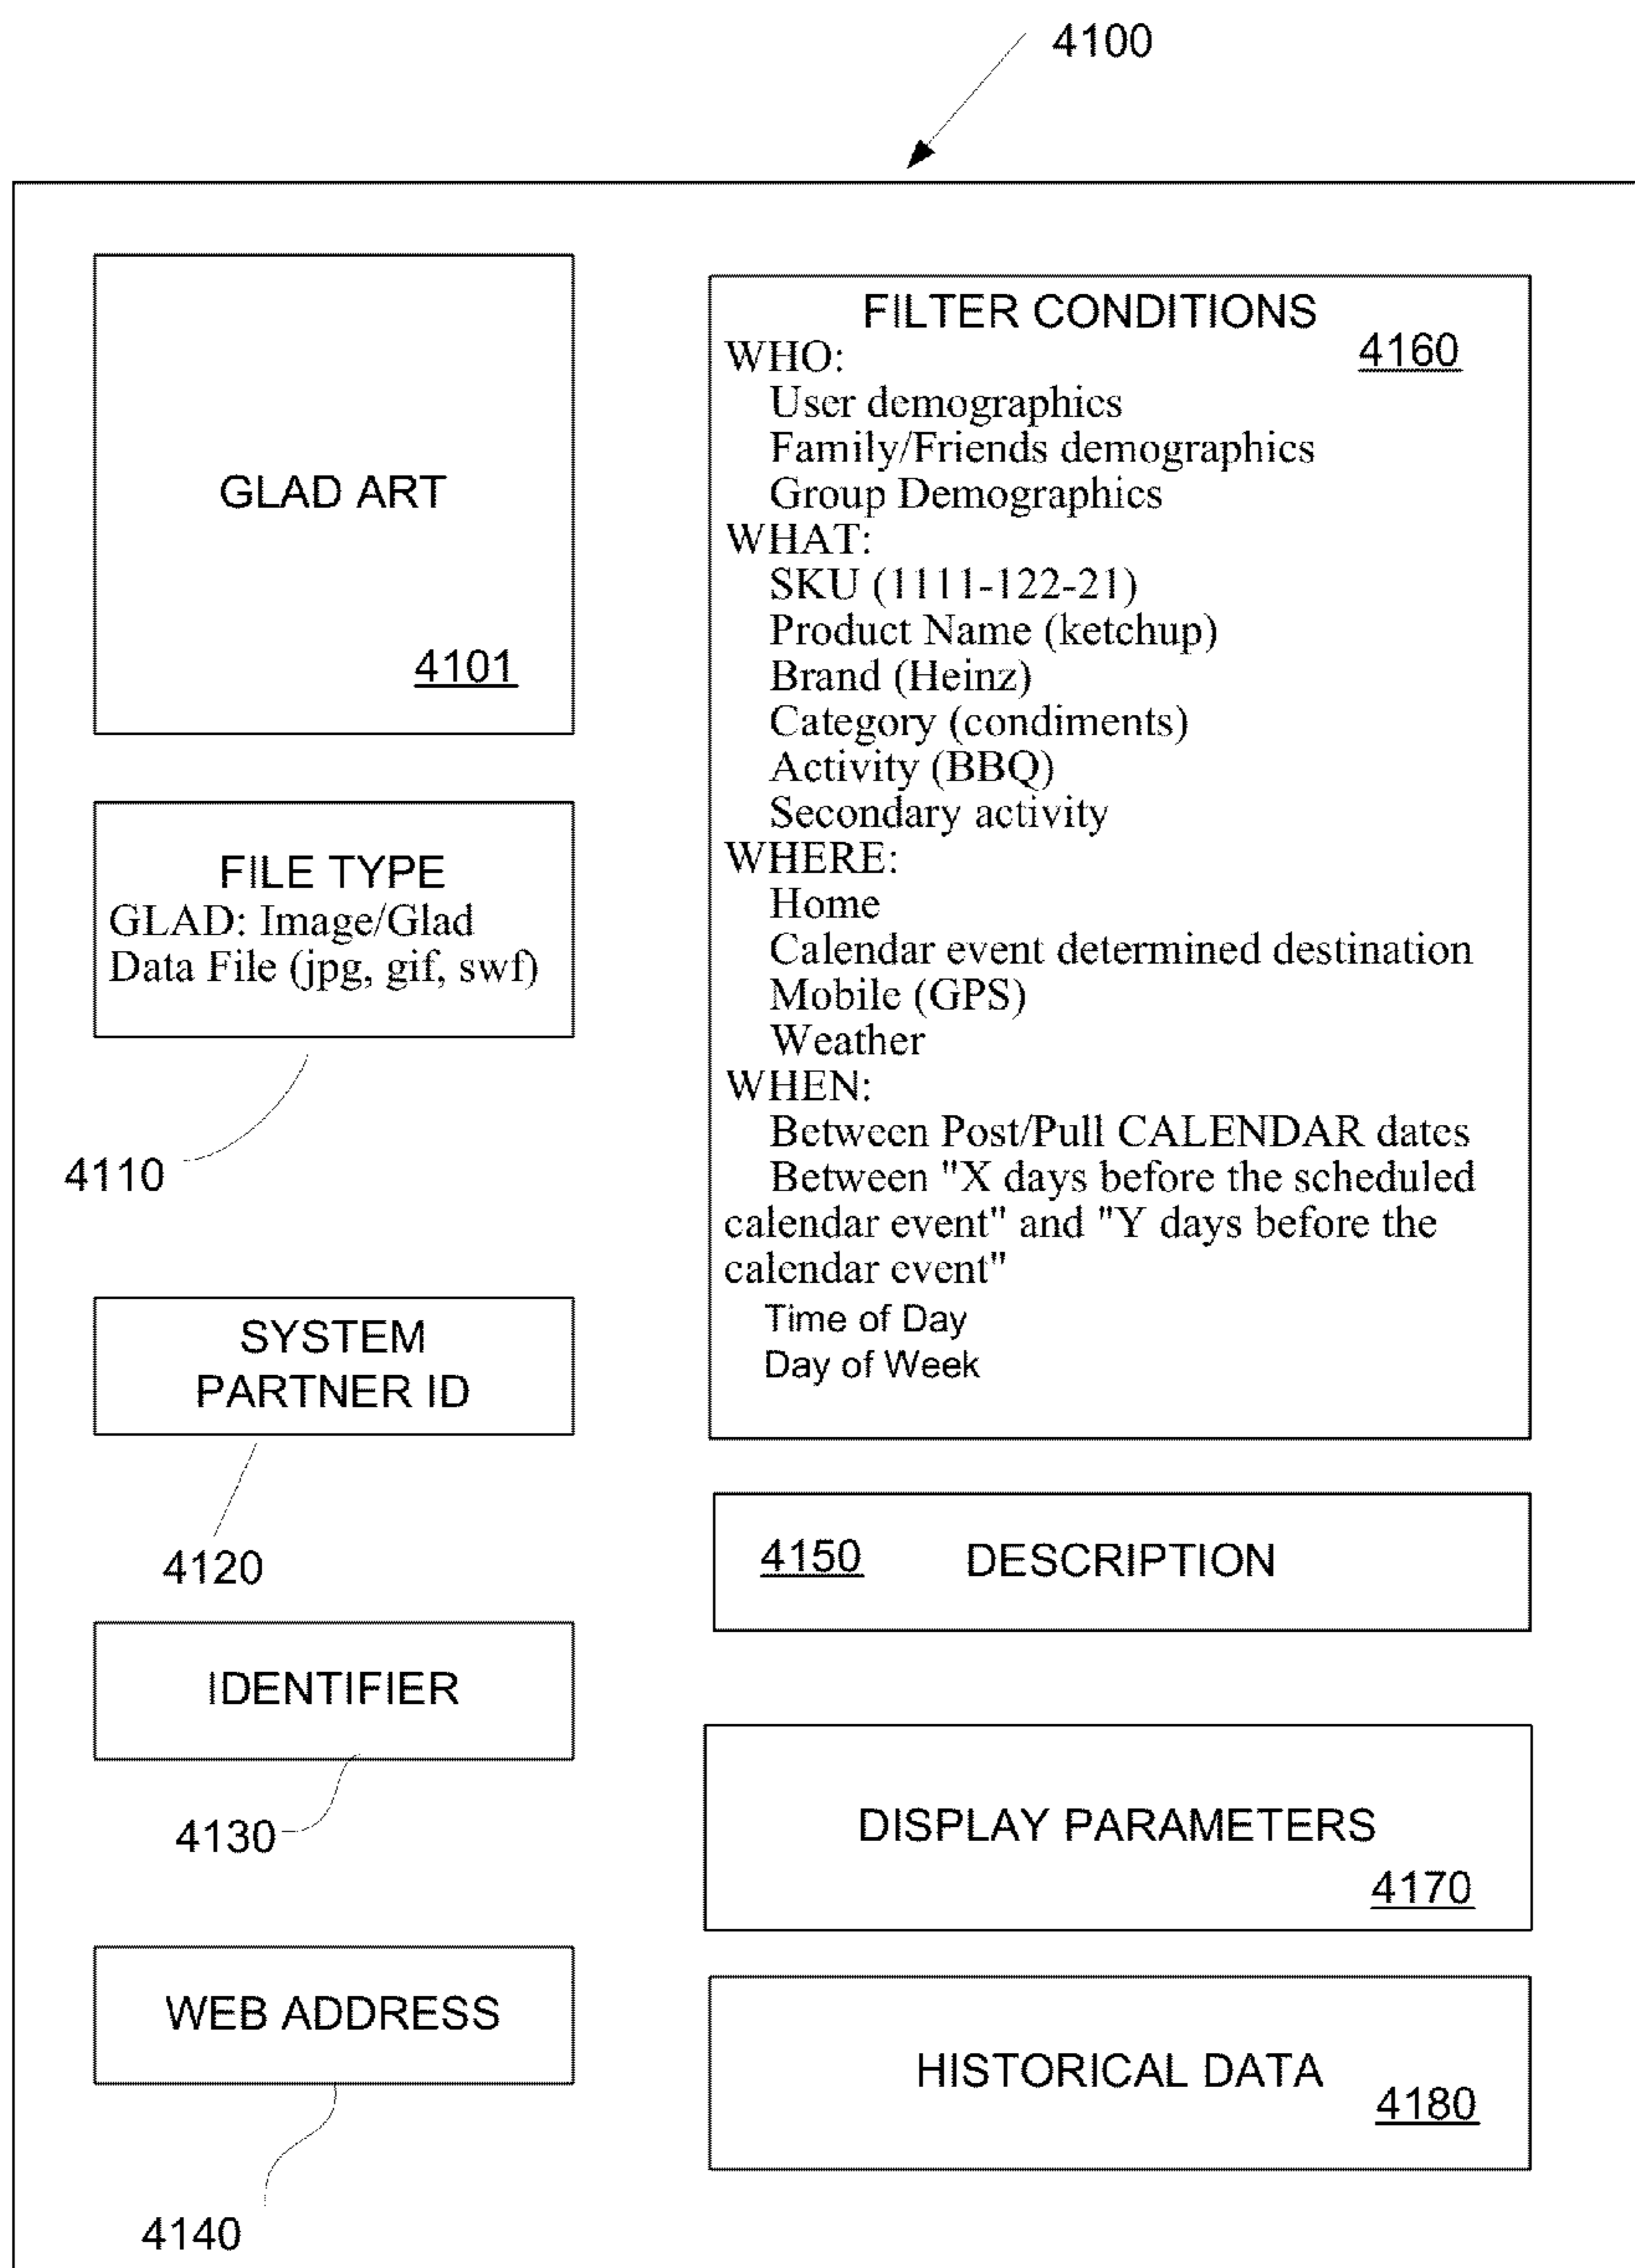 4100
GLAD ART
4101
FILE TYPE
GLAD: Image/Glad
Data File (jpg, gif, swf)
4110
SYSTEM
PARTNER ID
4120
IDENTIFIER
4130
WEB ADDRESS
4140
FILTER CONDITIONS
4160
WHO:
User demographics
Family/Friends demographics
Group Demographics
WHAT:
SKU (1111-122-21)
Product Name (ketchup)
Brand (Heinz)
Category (condiments)
Activity (BBQ)
Secondary activity
WHERE:
Home
Calendar event determined destination
Mobile (GPS)
Weather
WHEN:
Between Post/Pull CALENDAR dates
Between "X days before the scheduled
calendar event" and "Y days before the
calendar event"
Time of Day
Day of Week
4150 DESCRIPTION
DISPLAY PARAMETERS
4170
HISTORICAL DATA
4180